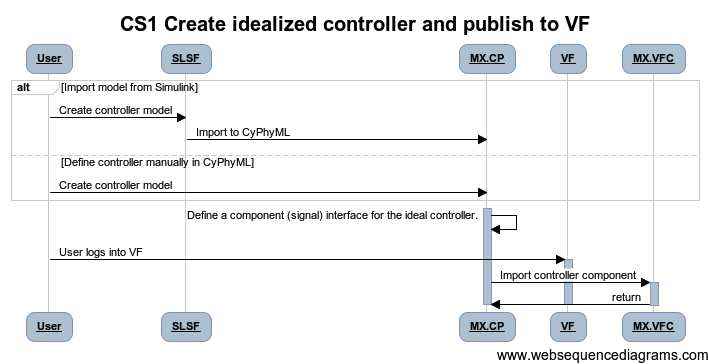 CS1 Create idealized controller and publish to VF
User SLSF MX.CP VF MX.VFC
alt [Import model from Simulink]
Create controller model
Import to CyPhyML
[Define controller manually in CyPhyML]
Create controller model
Define a component (signal) interface for the ideal controller.
User logs into VF
Import controller component
return
User SLSF MX.CP VF MX.VFC
www.websequencediagrams.com